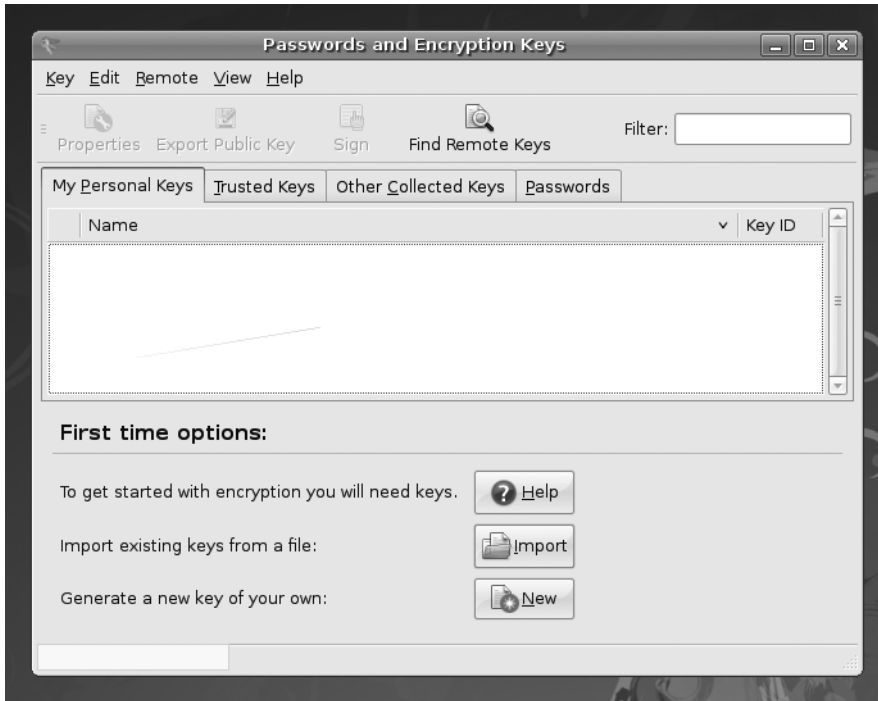 Passwords and Encryption Keys
Key Edit Remote View Help
Properties Export Public Key Sign Find Remote Keys Filter:
My Personal Keys Trusted Keys Other Collected Keys Passwords
Name Key ID
First time options:
To get started with encryption you will need keys. Help
Import existing keys from a file: Import
Generate a new key of your own: New